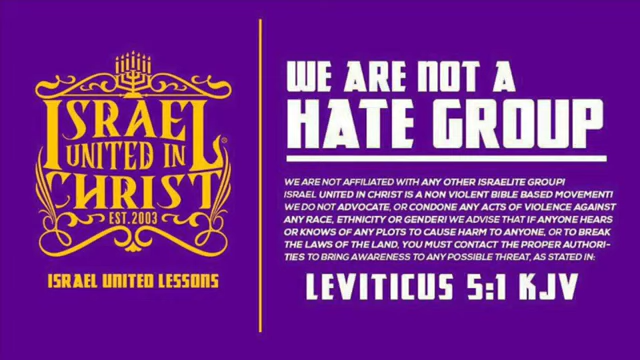 ISRAEL
UNITED IN
CHRIST
EST.2003
ISRAEL UNITED LESSONS
WE ARE NOT A
HATE GROUP
WE ARE NOT AFFILIATED WITH ANY OTHER ISRAELITE GROUP!
ISRAEL UNITED IN CHRIST IS A NON VIOLENT BIBLE BASED MOVEMENT!
WE DO NOT ADVOCATE, OR CONDONE ANY ACTS OF VIOLENCE AGAINST
ANY RACE, ETHNICITY OR GENDER! WE ADVISE THAT IF ANYONE HEARS
OR KNOWS OF ANY PLOTS TO CAUSE HARM TO ANYONE, OR TO BREAK
THE LAWS OF THE LAND, YOU MUST CONTACT THE PROPER AUTHORI-
TIES TO BRING AWARENESS TO ANY POSSIBLE THREAT, AS STATED IN:
LEVITICUS 5:1 KJV